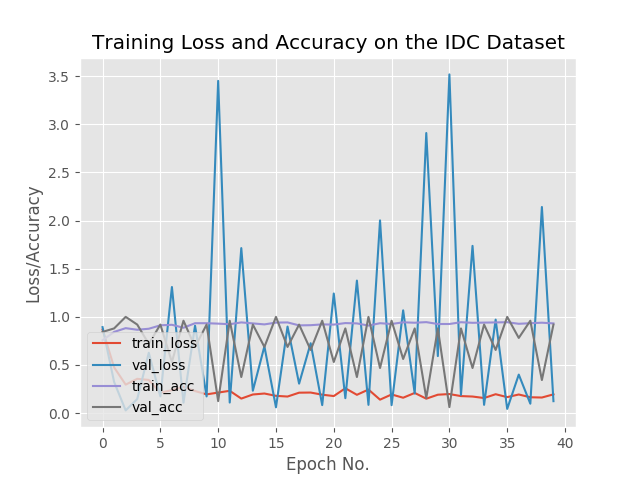 Training Loss and Accuracy on the IDC Dataset
3.5
3.0
2.5
2.0
1.5
1.0
0.5
0.0
Loss/Accuracy
train_loss
val_loss
train_acc
val_acc
0 5 10 15 20 25 30 35 40
Epoch No.